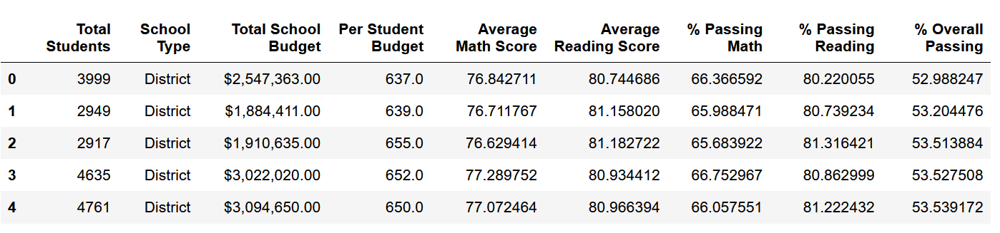 Total Students School Type Total School Budget Per Student Budget Average Math Score Average Reading Score % Passing Math % Passing Reading % Overall Passing
0 3999 District $2,547,363.00 637.0 76.842711 80.744686 66.366592 80.220055 52.988247
1 2949 District $1,884,411.00 639.0 76.711767 81.158020 65.988471 80.739234 53.204476
2 2917 District $1,910,635.00 655.0 76.629414 81.182722 65.683922 81.316421 53.513884
3 4635 District $3,022,020.00 652.0 77.289752 80.934412 66.752967 80.862999 53.527508
4 4761 District $3,094,650.00 650.0 77.072464 80.966394 66.057551 81.222432 53.539172